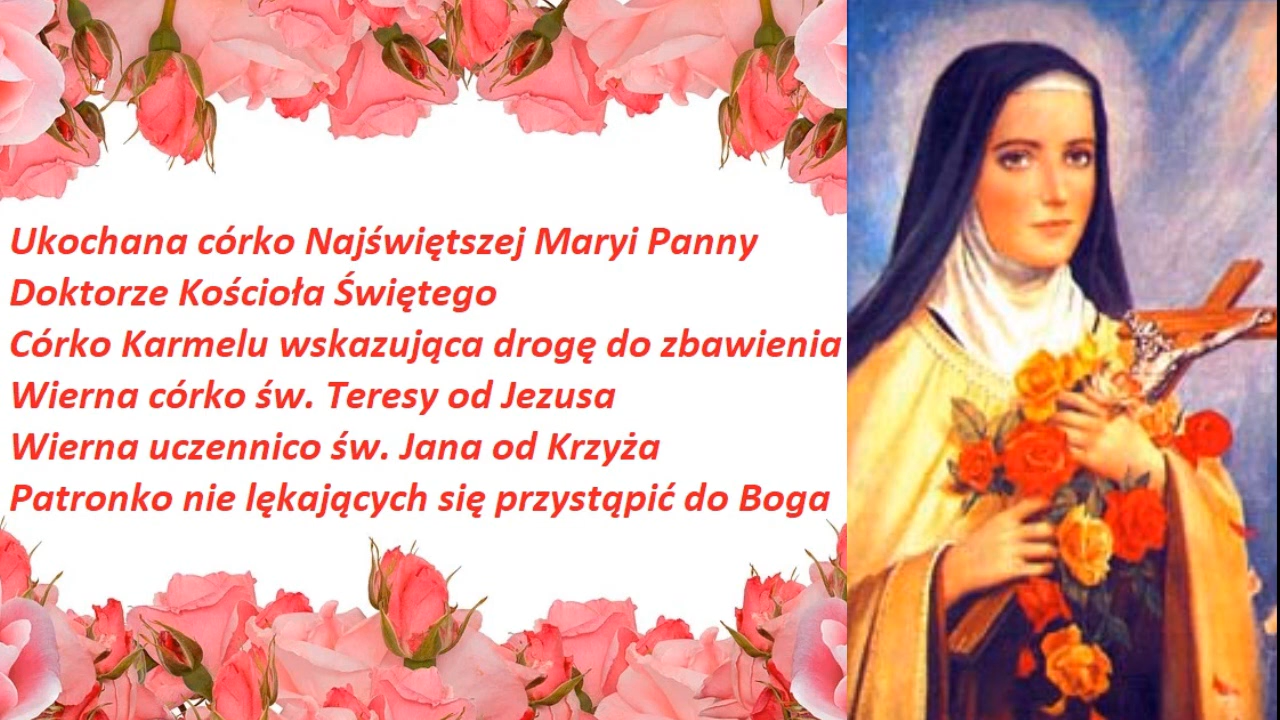 Ukochana córko Najświętszej Maryi Panny
Doktorze Kościoła Świętego
Córko Karmelu wskazująca drogę do zbawienia
Wierna córko św. Teresy od Jezusa
Wierna uczennico św. Jana od Krzyża
Patronko nie lękających się przystąpić do Boga